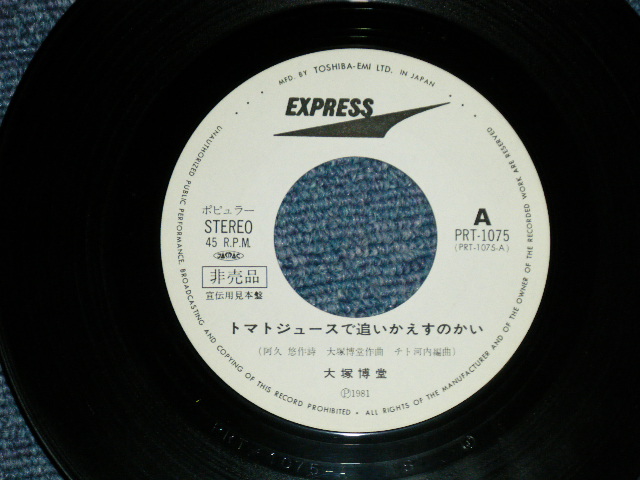 MFD. BY TOSHIBA-EMI LTD. IN JAPAN
EXPRESS
ポピュラー
STEREO
45 R.P.M.
JASRAC
非売品
宣伝用見本盤
A
PRT-1075
(PRT-1075-A)
トマトジュースで追いかえすのかい
(阿久 悠作詩 大塚博堂作曲 チト河内編曲)
大塚博堂
Ⓟ1981
UNAUTHORIZED PUBLIC PERFORMANCE, BROADCASTING AND COPYING OF THIS RECORD PROHIBITED • ALL RIGHTS OF THE MANUFACTURER AND OF THE OWNER OF THE RECORDED WORK ARE RESERVED